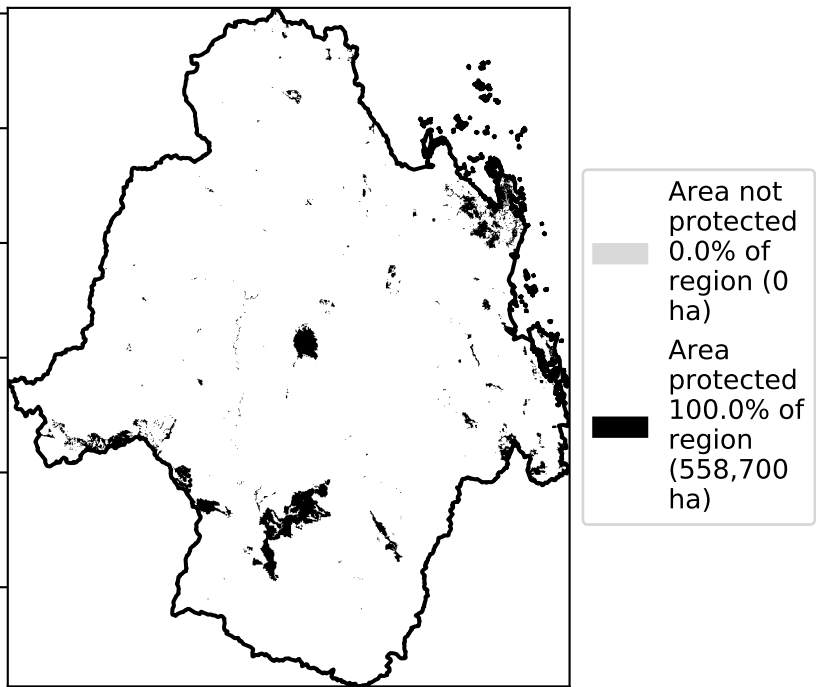 Area not
protected
0.0% of
region (0
ha)
Area
protected
100.0% of
region
(558,700
ha)